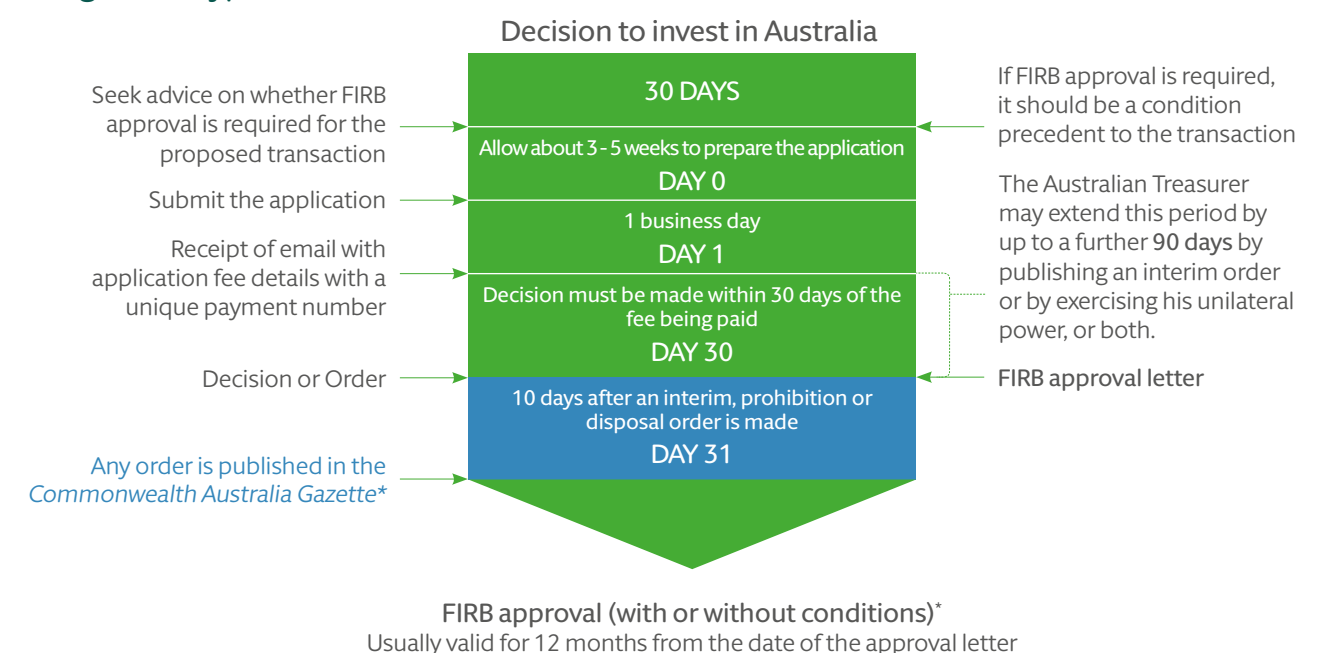 Decision to invest in Australia
30 DAYS
Seek advice on whether FIRB
approval is required for the
proposed transaction
If FIRB approval is required,
it should be a condition
precedent to the transaction
Allow about 3 - 5 weeks to prepare the application
DAY 0
Submit the application
1 business day
DAY 1
Receipt of email with
application fee details with a
unique payment number
The Australian Treasurer
may extend this period by
up to a further 90 days by
publishing an interim order
or by exercising his unilateral
power, or both.
Decision must be made within 30 days of the
fee being paid
DAY 30
Decision or Order
FIRB approval letter
10 days after an interim, prohibition or
disposal order is made
DAY 31
Any order is published in the
Commonwealth Australia Gazette*
FIRB approval (with or without conditions)*
Usually valid for 12 months from the date of the approval letter